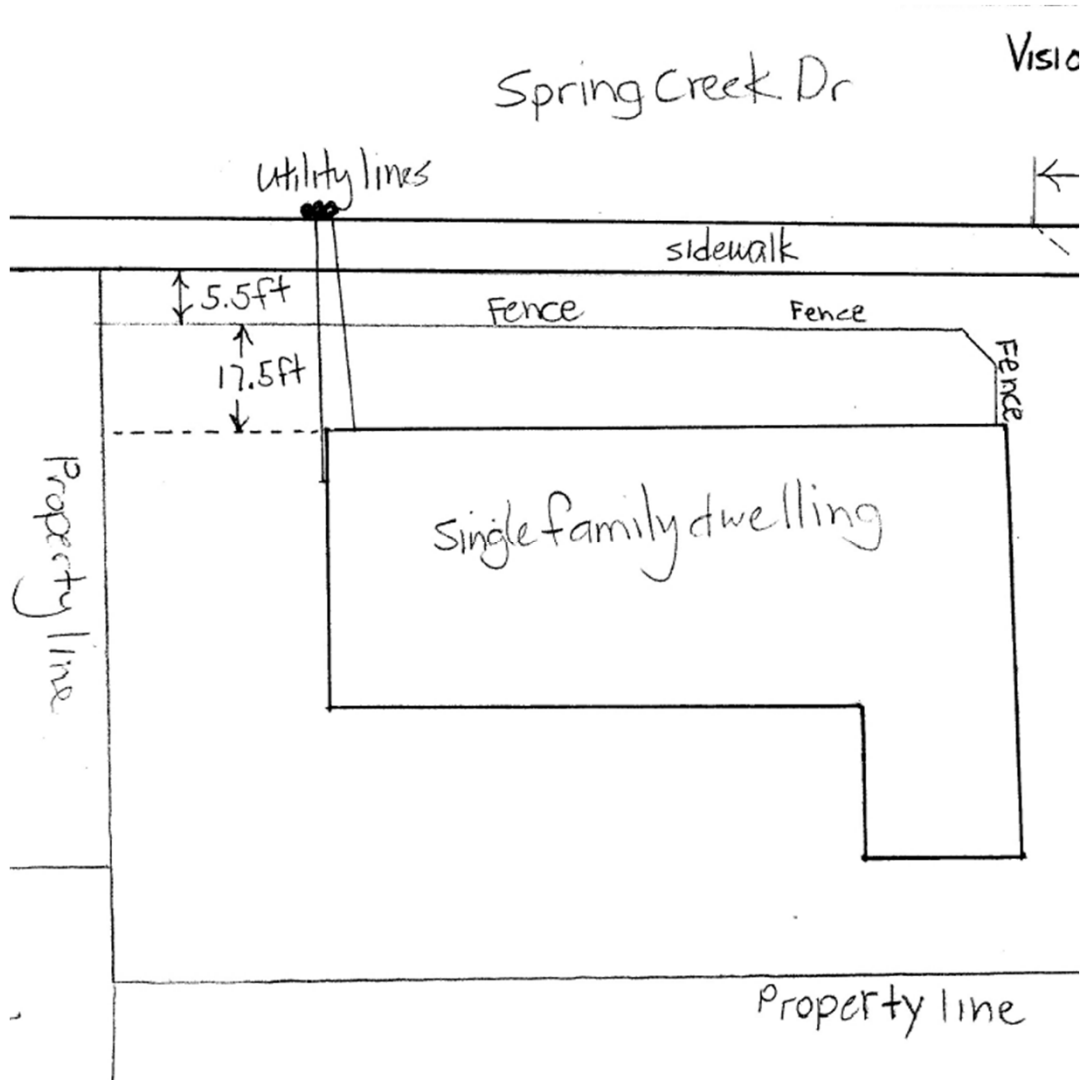 Visio
Spring Creek Dr
Utility lines
sidewalk
5.5ft
Fence
Fence
17.5ft
Fence
Property line
Single family dwelling
Property line